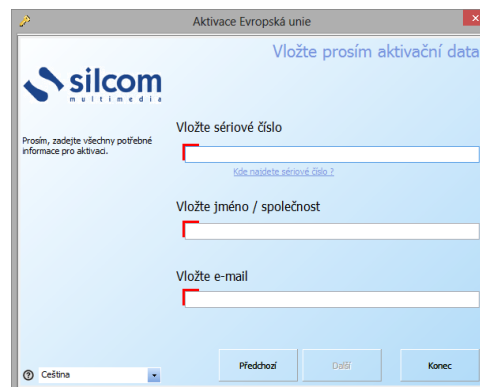 Aktivace Evropská unie
Vložte prosím aktivační data
silcom
multimedia
Prosím, zadejte všechny potřebné
informace pro aktivaci.
Vložte sériové číslo
Kde najdete sériové číslo ?
Vložte jméno / společnost
Vložte e-mail
Čeština
Předchozí
Další
Konec